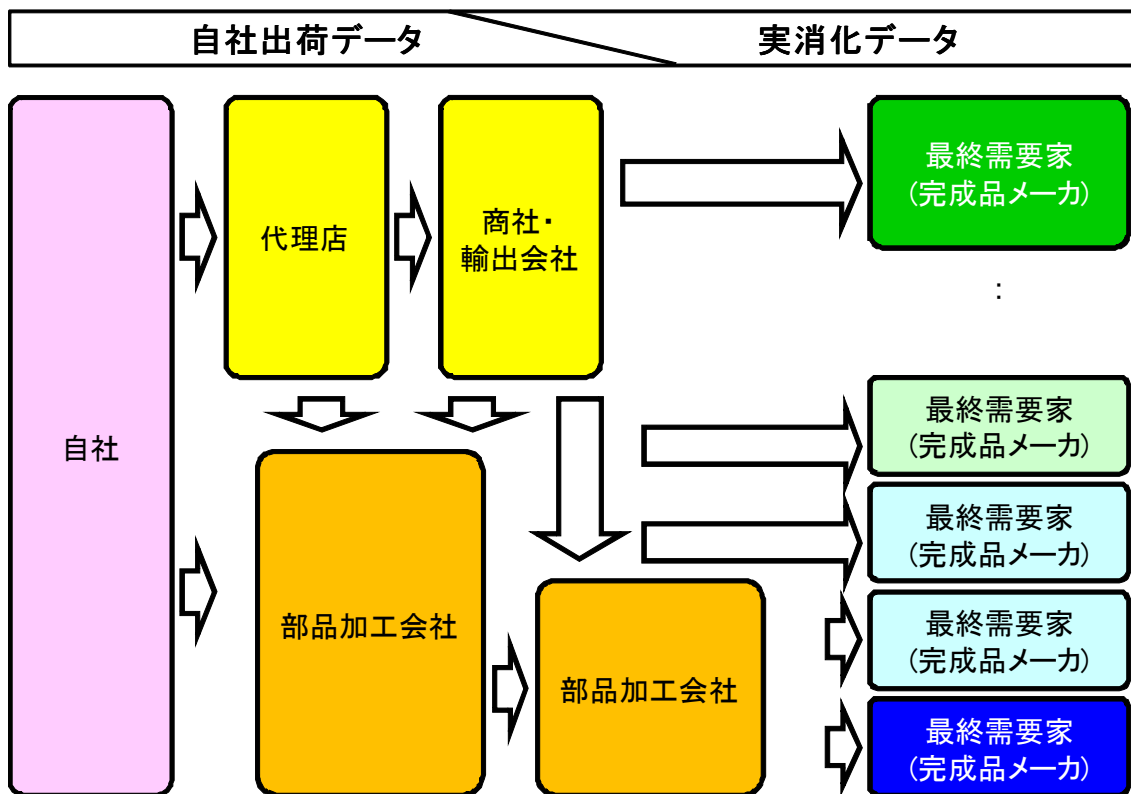 自社出荷データ
実消化データ
自社
代理店
商社・
輸出会社
最終需要家
(完成品メーカ)
:
最終需要家
(完成品メーカ)
最終需要家
(完成品メーカ)
部品加工会社
部品加工会社
最終需要家
(完成品メーカ)
最終需要家
(完成品メーカ)